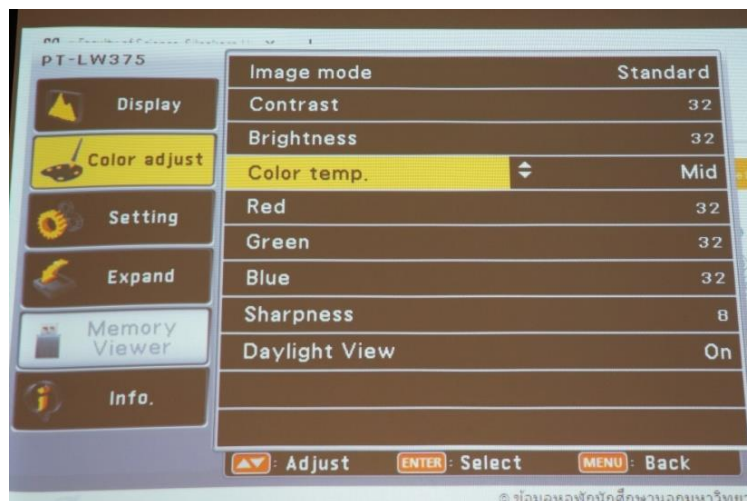 PT-LW375
Display
Color adjust
Setting
Expand
Memory
Viewer
Info.
Image mode Standard
Contrast 32
Brightness 32
Color temp. Mid
Red 32
Green 32
Blue 32
Sharpness 8
Daylight View On
: Adjust ENTER : Select MENU : Back